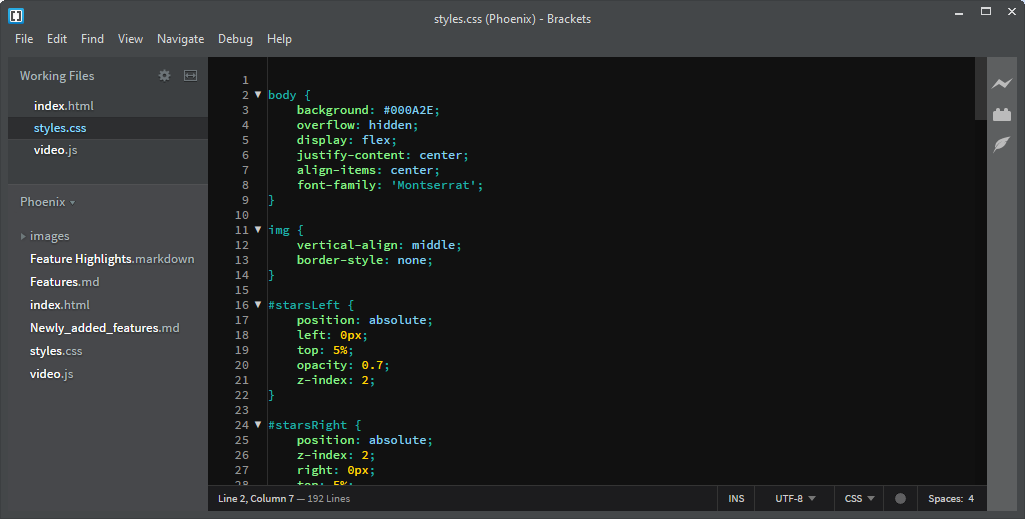 styles.css (Phoenix) - Brackets
File Edit Find View Navigate Debug Help
Working Files
index.html
styles.css
video.js
Phoenix
images
Feature Highlights.markdown
Features.md
index.html
Newly_added_features.md
styles.css
video.js
1
2 body {
3 background: #000A2E;
4 overflow: hidden;
5 display: flex;
6 justify-content: center;
7 align-items: center;
8 font-family: 'Montserrat';
9 }
10
11 img {
12 vertical-align: middle;
13 border-style: none;
14 }
15
16 #starsLeft {
17 position: absolute;
18 left: 0px;
19 top: 5%;
20 opacity: 0.7;
21 z-index: 2;
22 }
23
24 #starsRight {
25 position: absolute;
26 z-index: 2;
27 right: 0px;
28 top: 5%;
Line 2, Column 7 — 192 Lines INS UTF-8 CSS Spaces: 4